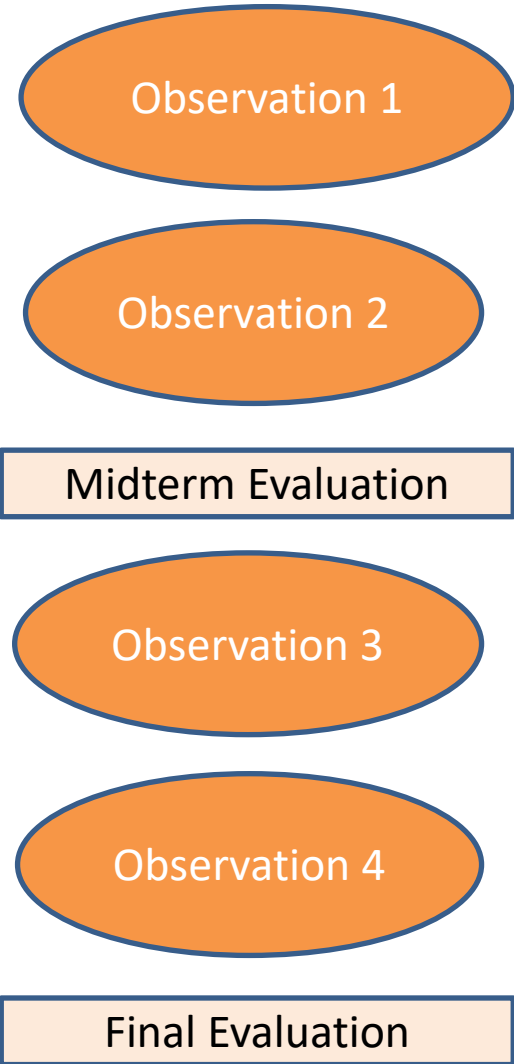 Observation 1
Observation 2
Midterm Evaluation
Observation 3
Observation 4
Final Evaluation